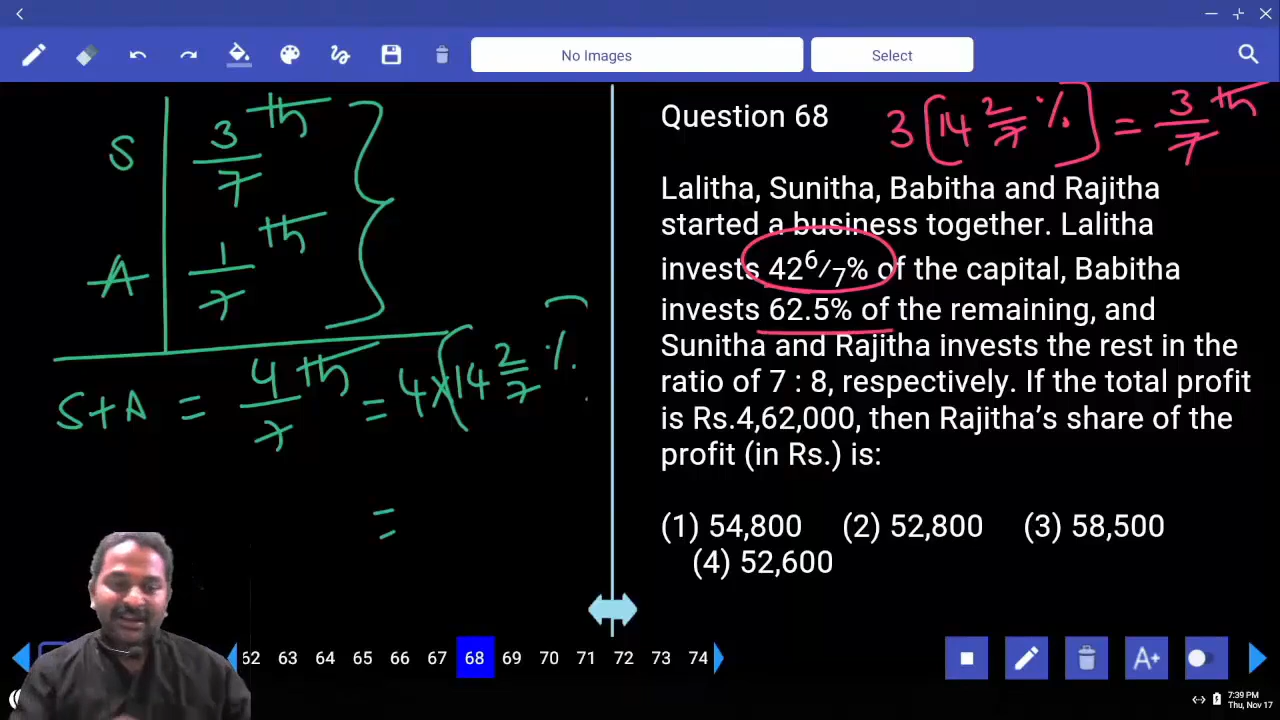 No Images
Select
S 3/7 th
A 1/7 th
S+A = 4/7 th = 4×(14 2/7 %
=
Question 68
3[14 2/7 %] = 3/7 th
Lalitha, Sunitha, Babitha and Rajitha
started a business together. Lalitha
invests 42⁶/₇% of the capital, Babitha
invests 62.5% of the remaining, and
Sunitha and Rajitha invests the rest in the
ratio of 7 : 8, respectively. If the total profit
is Rs.4,62,000, then Rajitha’s share of the
profit (in Rs.) is:
(1) 54,800 (2) 52,800 (3) 58,500
(4) 52,600
62 63 64 65 66 67 68 69 70 71 72 73 74
A+
7:39 PM
Thu, Nov 17